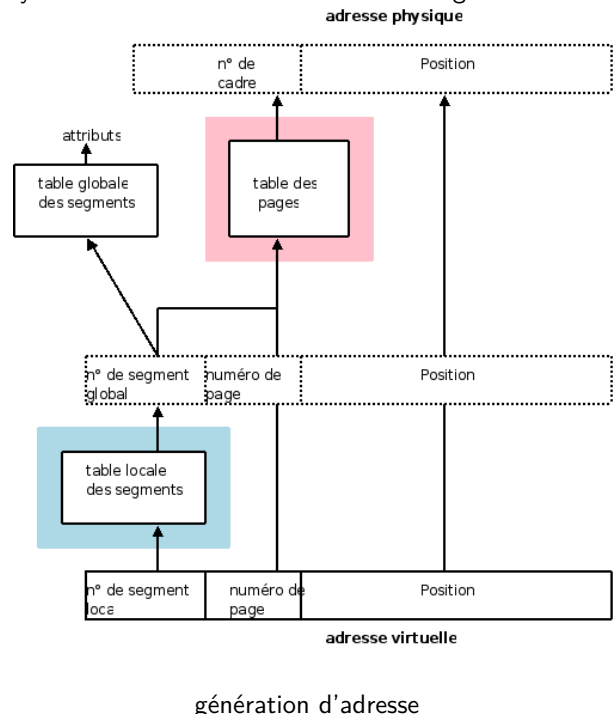 adresse physique
n° de
cadre
Position
attributs
table globale
des segments
table des
pages
n° de segment
global
numéro de
page
Position
table locale
des segments
n° de segment
loca
numéro de
page
Position
adresse virtuelle
génération d'adresse